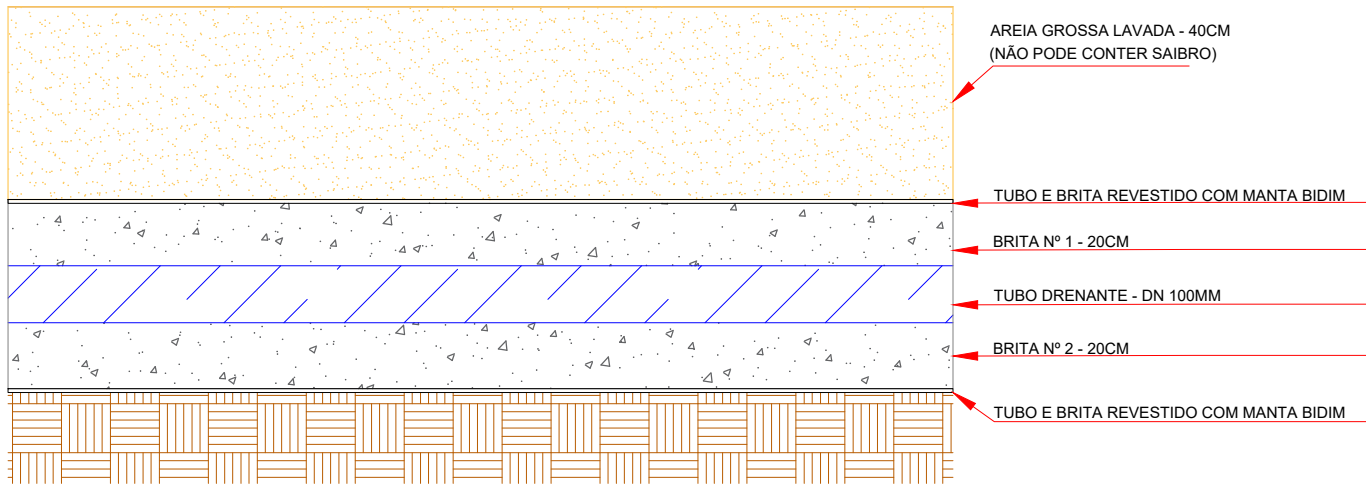 AREIA GROSSA LAVADA - 40CM
(NÃO PODE CONTER SAIBRO)
TUBO E BRITA REVESTIDO COM MANTA BIDIM
BRITA Nº 1 - 20CM
TUBO DRENANTE - DN 100MM
BRITA Nº 2 - 20CM
TUBO E BRITA REVESTIDO COM MANTA BIDIM